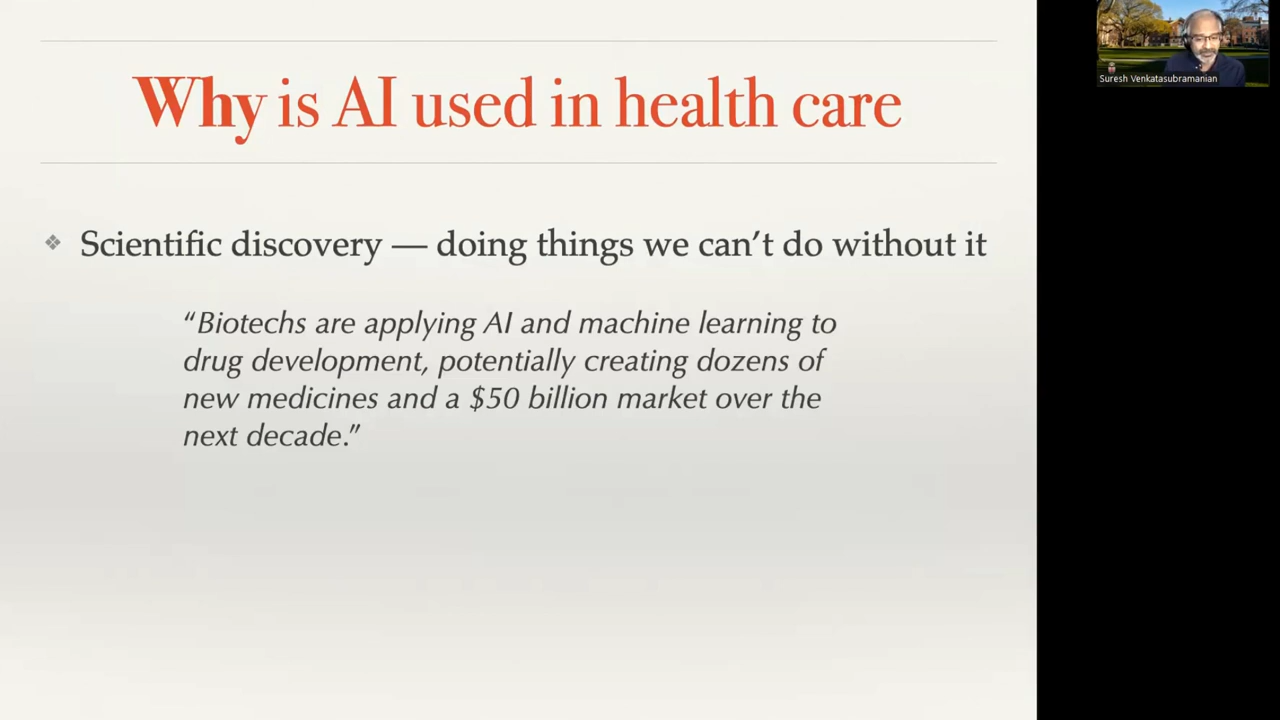 Why is AI used in health care
❖ Scientific discovery — doing things we can’t do without it
“Biotechs are applying AI and machine learning to
drug development, potentially creating dozens of
new medicines and a $50 billion market over the
next decade.”
Suresh Venkatasubramanian